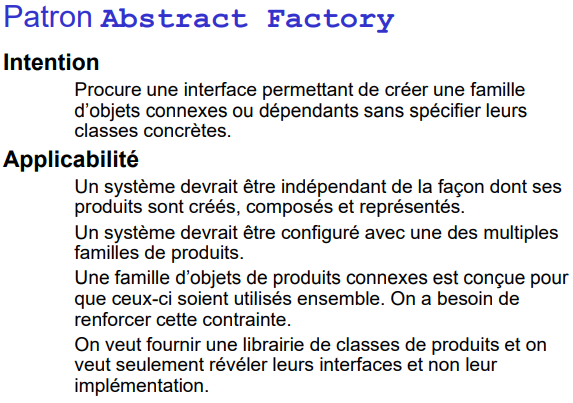 Patron Abstract Factory
Intention
Procure une interface permettant de créer une famille
d'objets connexes ou dépendants sans spécifier leurs
classes concrètes.
Applicabilité
Un système devrait être indépendant de la façon dont ses
produits sont créés, composés et représentés.
Un système devrait être configuré avec une des multiples
familles de produits.
Une famille d'objets de produits connexes est conçue pour
que ceux-ci soient utilisés ensemble. On a besoin de
renforcer cette contrainte.
On veut fournir une librairie de classes de produits et on
veut seulement révéler leurs interfaces et non leur
implémentation.